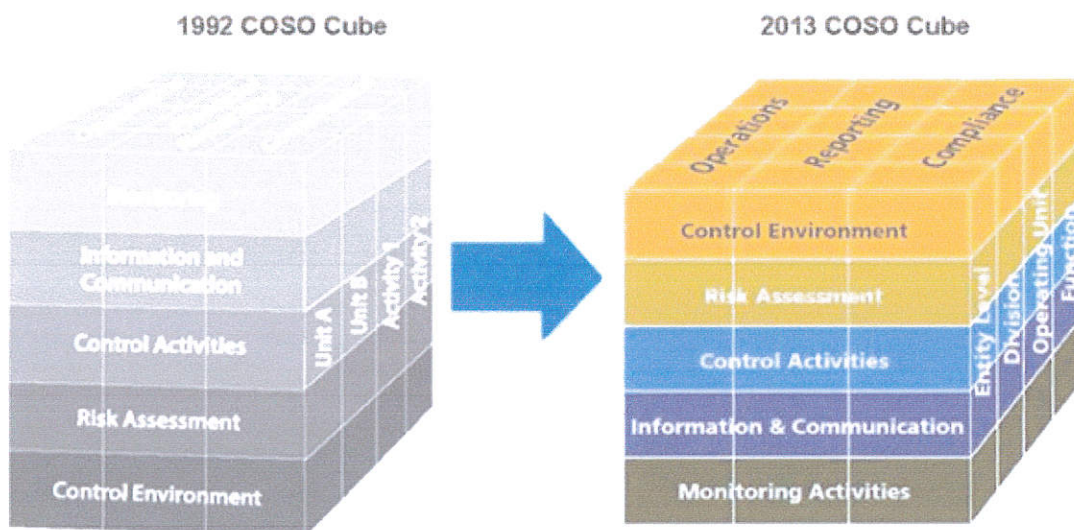 1992 COSO Cube
Information and
Communication
Control Activities
Risk Assessment
Control Environment
Unit A
Unit B
Activity 1
Activity 2
2013 COSO Cube
Operations
Reporting
Compliance
Control Environment
Risk Assessment
Control Activities
Information & Communication
Monitoring Activities
Entity Level
Division
Operating Unit
Function